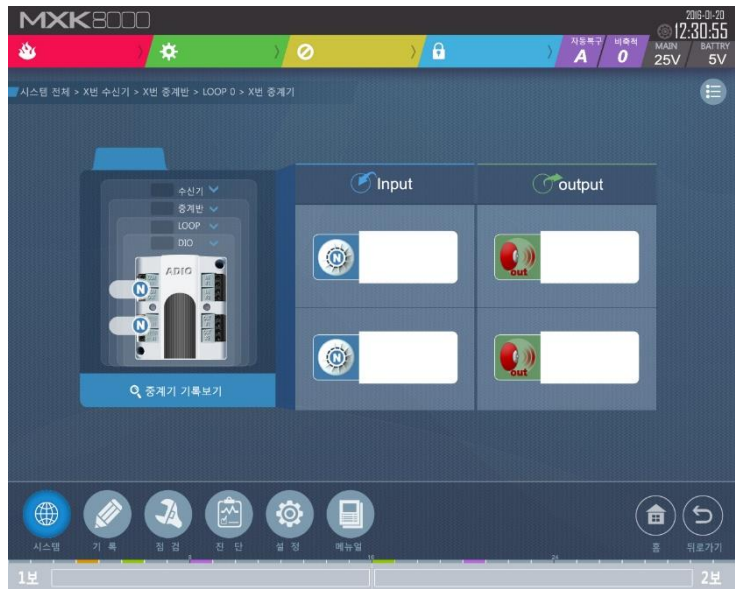 MXK8000
2016-01-20
12:30:55
자동복구
A
비축적
0
MAIN
25V
BATTRY
5V
시스템 전체 > X번 수신기 > X번 중계반 > LOOP 0 > X번 중계기
수신기
중계반
LOOP
DIO
ADIO
N
N
중계기 기록보기
Input
output
N
out
N
out
시스템
기 록
점 검
진 단
설 정
메뉴얼
홈
뒤로가기
8
16
24
1보
2보